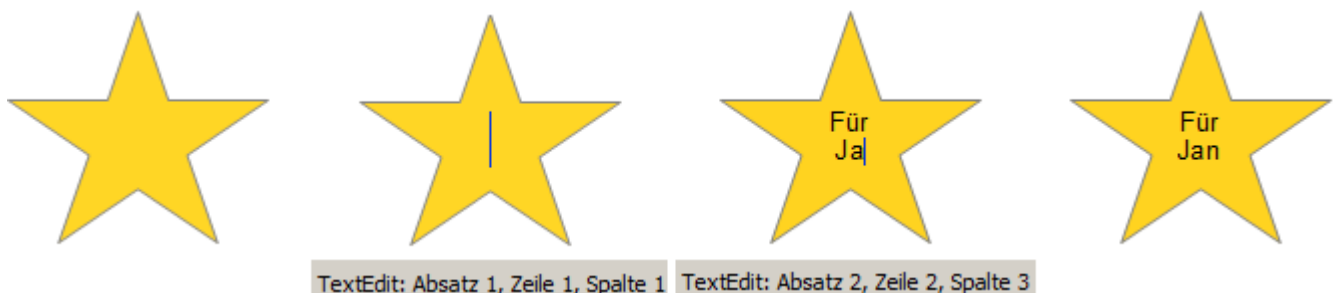 Für
Ja
Für
Jan
TextEdit: Absatz 1, Zeile 1, Spalte 1
TextEdit: Absatz 2, Zeile 2, Spalte 3